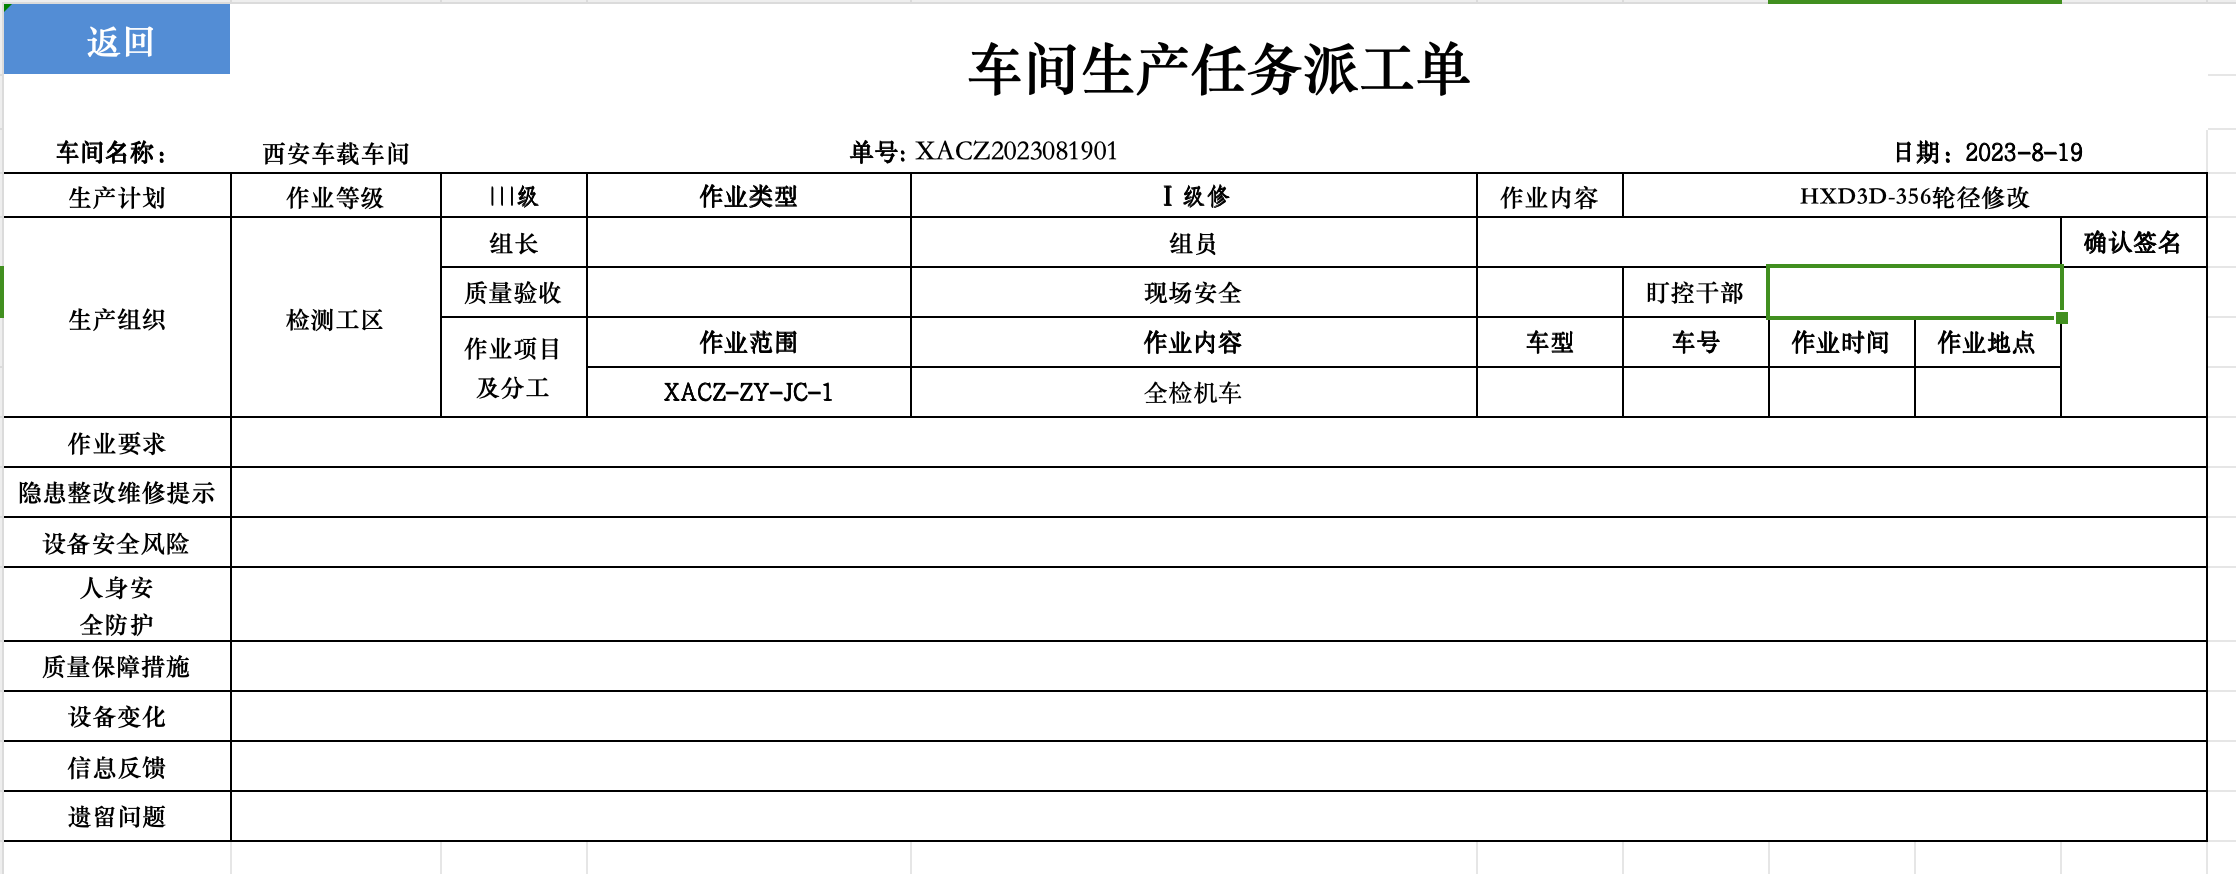 返回
车间生产任务派工单
车间名称： 西安车载车间 单号: XACZ2023081901 日期：2023-8-19
生产计划 作业等级 III级 作业类型 I 级修 作业内容 HXD3D-356轮径修改
生产组织 检测工区 组长 组员 确认签名
质量验收 现场安全 盯控干部
作业项目
及分工
作业范围 作业内容 车型 车号 作业时间 作业地点
XACZ-ZY-JC-1 全检机车
作业要求
隐患整改维修提示
设备安全风险
人身安
全防护
质量保障措施
设备变化
信息反馈
遗留问题